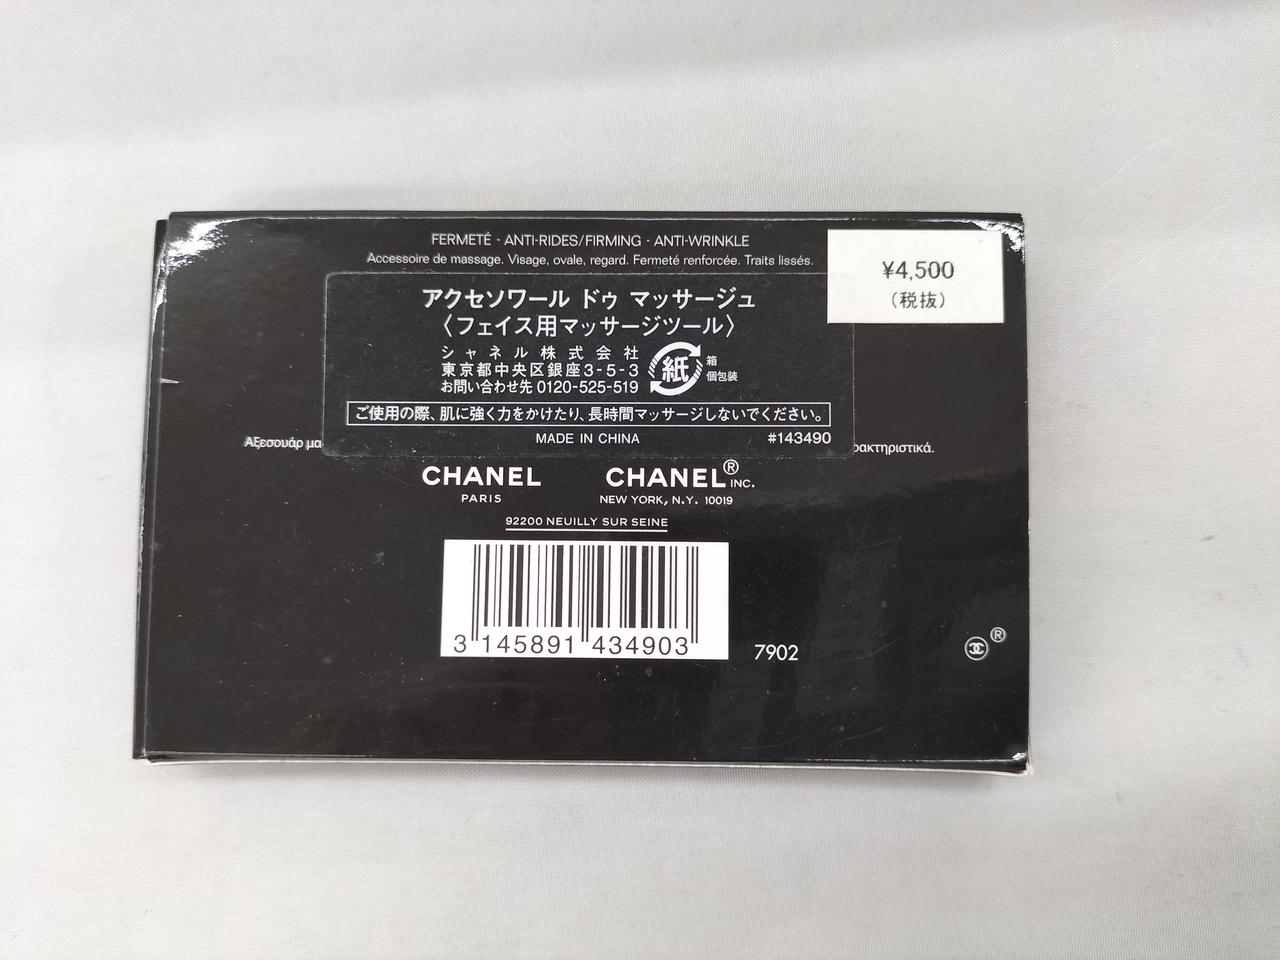 FERMETÉ - ANTI-RIDES/FIRMING - ANTI-WRINKLE
Accessoire de massage. Visage, ovale, regard. Fermeté renforcée. Traits lissés.
¥4,500
(税抜)
アクセソワール ドゥ マッサージュ
〈フェイス用マッサージツール〉
シャネル株式会社
東京都中央区銀座3-5-3
お問い合わせ先 0120-525-519
紙
箱
個包装
ご使用の際、肌に強く力をかけたり、長時間マッサージしないでください。
MADE IN CHINA #143490
Αξεσουάρ μα
ρακτηριστικά.
CHANEL CHANEL® INC.
PARIS NEW YORK, N.Y. 10019
92200 NEUILLY SUR SEINE
3 145891 434903
7902
®